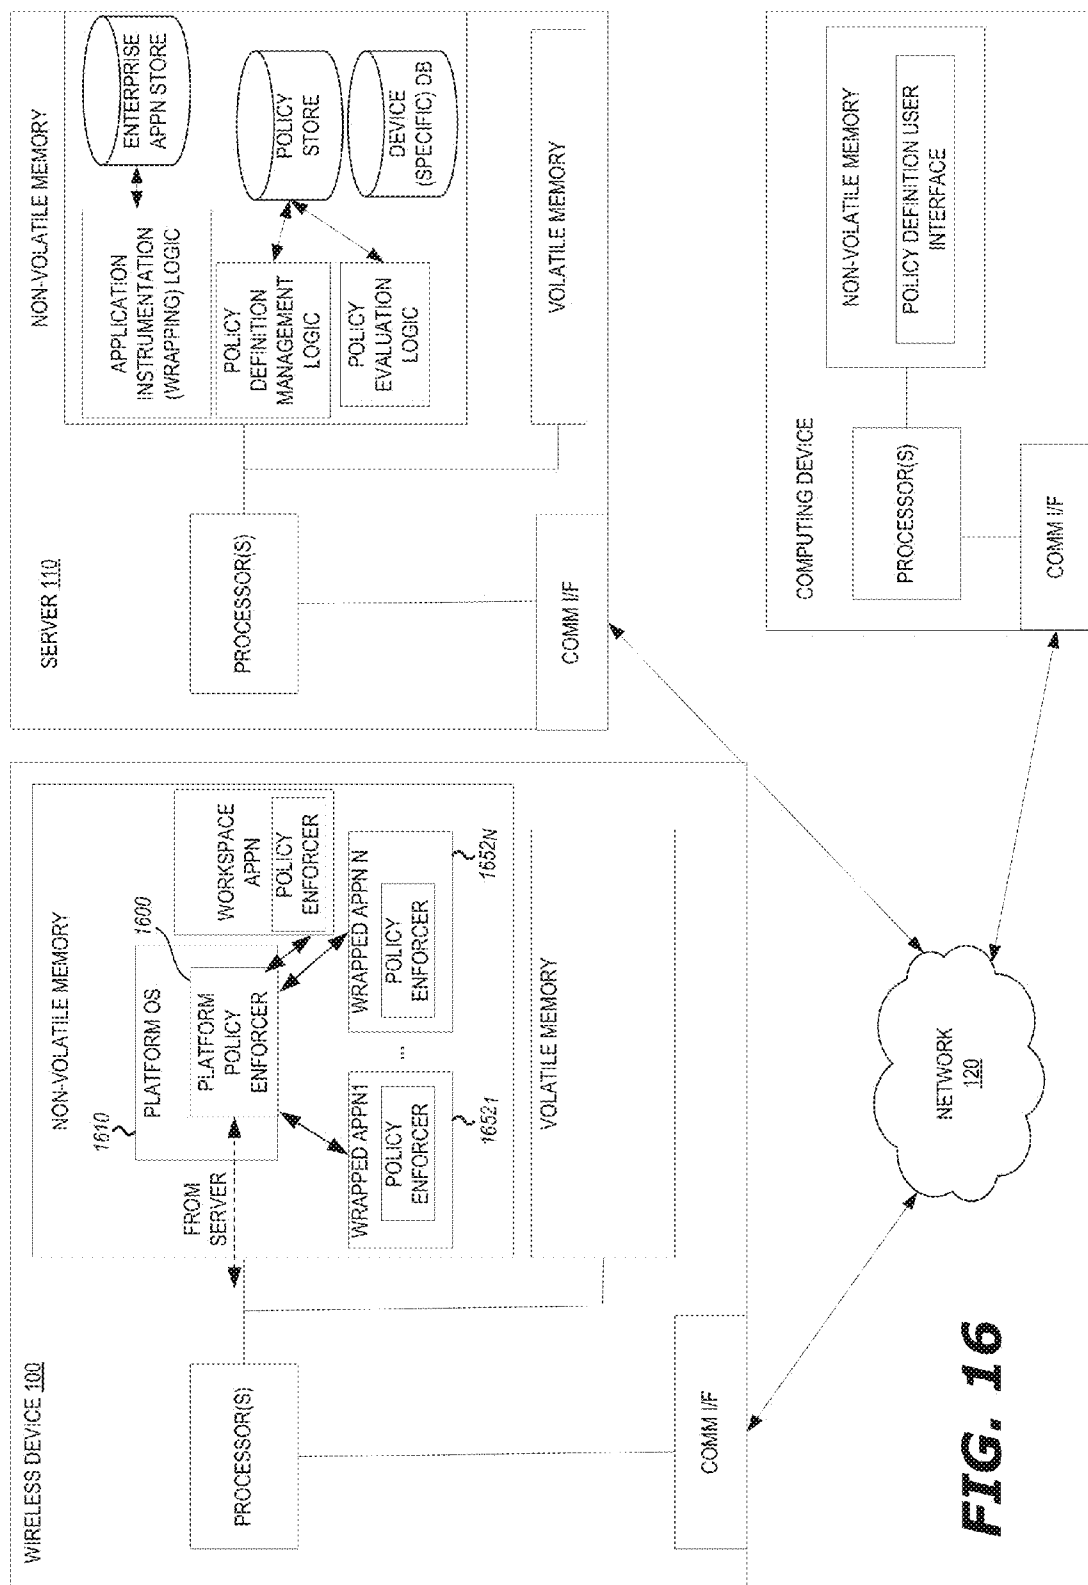 WIRELESS DEVICE 100
NON-VOLATILE MEMORY
1610
PLATFORM OS
1600
PLATFORM
POLICY
ENFORCER
WORKSPACE
APPN
POLICY
ENFORCER
FROM
SERVER
WRAPPED APPN1
POLICY
ENFORCER
16521
...
WRAPPED APPN N
POLICY
ENFORCER
1652N
VOLATILE MEMORY
PROCESSOR(S)
COMM I/F
SERVER 110
NON-VOLATILE MEMORY
APPLICATION
INSTRUMENTATION
(WRAPPING) LOGIC
ENTERPRISE
APPN STORE
POLICY
DEFINITION
MANAGEMENT
LOGIC
POLICY
STORE
POLICY
EVALUATION
LOGIC
DEVICE
(SPECIFIC) DB
VOLATILE MEMORY
PROCESSOR(S)
COMM I/F
NETWORK
120
COMPUTING DEVICE
NON-VOLATILE MEMORY
POLICY DEFINITION USER
INTERFACE
PROCESSOR(S)
COMM I/F
FIG. 16